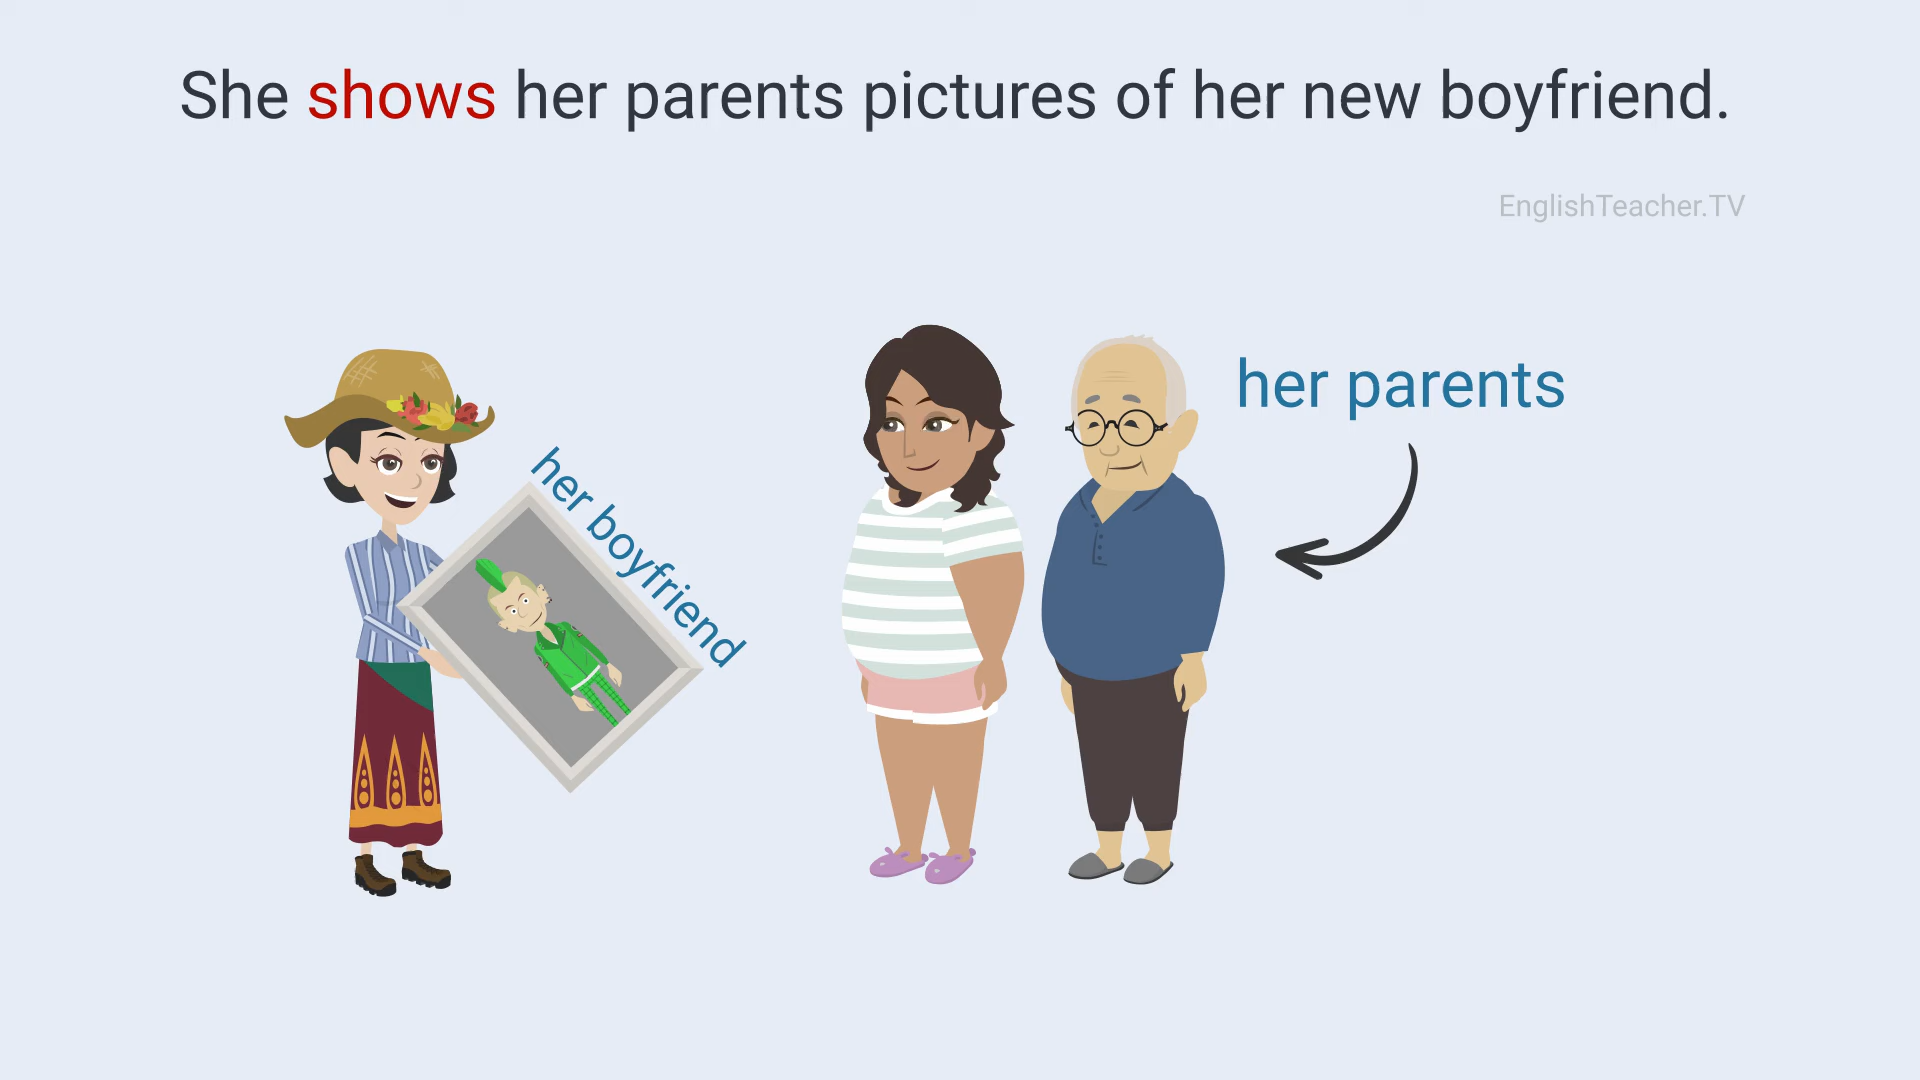 She shows her parents pictures of her new boyfriend.
EnglishTeacher.TV
her parents
her boyfriend